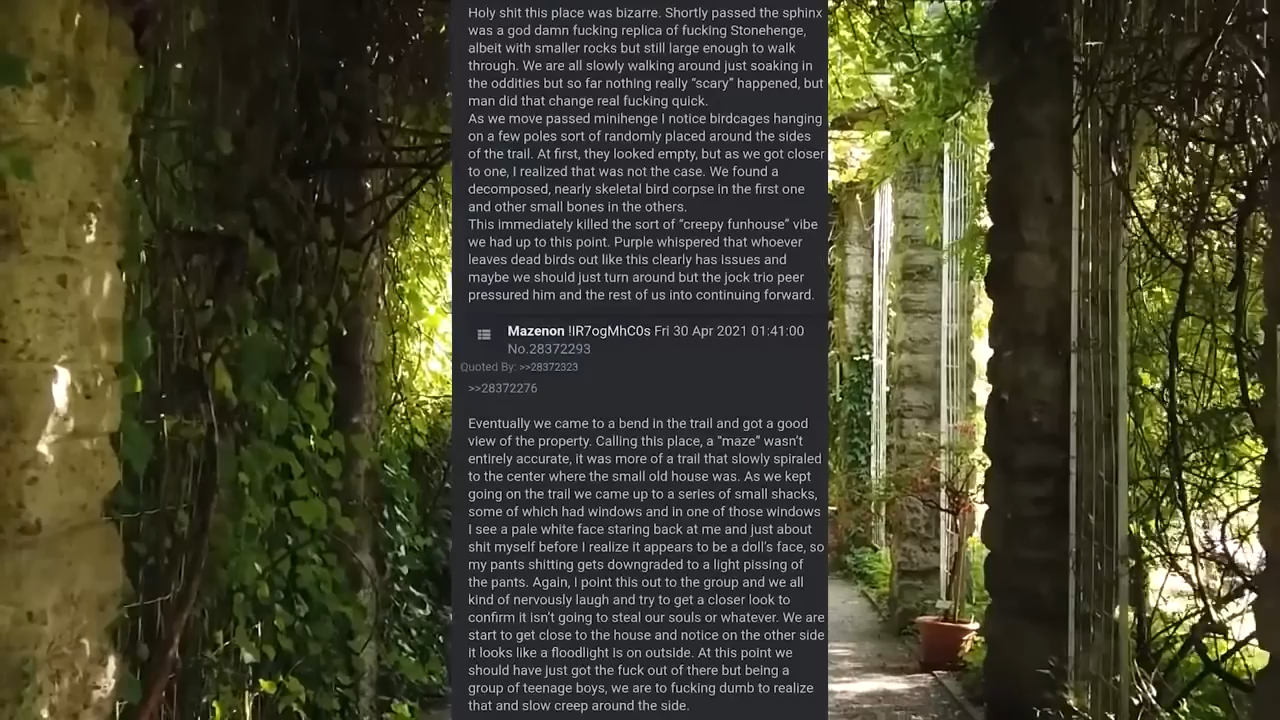 Holy shit this place was bizarre. Shortly passed the sphinx
was a god damn fucking replica of fucking Stonehenge,
albeit with smaller rocks but still large enough to walk
through. We are all slowly walking around just soaking in
the oddities but so far nothing really “scary” happened, but
man did that change real fucking quick.
As we move passed minihenge I notice birdcages hanging
on a few poles sort of randomly placed around the sides
of the trail. At first, they looked empty, but as we got closer
to one, I realized that was not the case. We found a
decomposed, nearly skeletal bird corpse in the first one
and other small bones in the others.
This immediately killed the sort of “creepy funhouse” vibe
we had up to this point. Purple whispered that whoever
leaves dead birds out like this clearly has issues and
maybe we should just turn around but the jock trio peer
pressured him and the rest of us into continuing forward.
Mazenon !IR7ogMhC0s Fri 30 Apr 2021 01:41:00
No.28372293
Quoted By: >>28372323
>>28372276
Eventually we came to a bend in the trail and got a good
view of the property. Calling this place, a “maze” wasn’t
entirely accurate, it was more of a trail that slowly spiraled
to the center where the small old house was. As we kept
going on the trail we came up to a series of small shacks,
some of which had windows and in one of those windows
I see a pale white face staring back at me and just about
shit myself before I realize it appears to be a doll’s face, so
my pants shitting gets downgraded to a light pissing of
the pants. Again, I point this out to the group and we all
kind of nervously laugh and try to get a closer look to
confirm it isn’t going to steal our souls or whatever. We are
start to get close to the house and notice on the other side
it looks like a floodlight is on outside. At this point we
should have just got the fuck out of there but being a
group of teenage boys, we are to fucking dumb to realize
that and slow creep around the side.